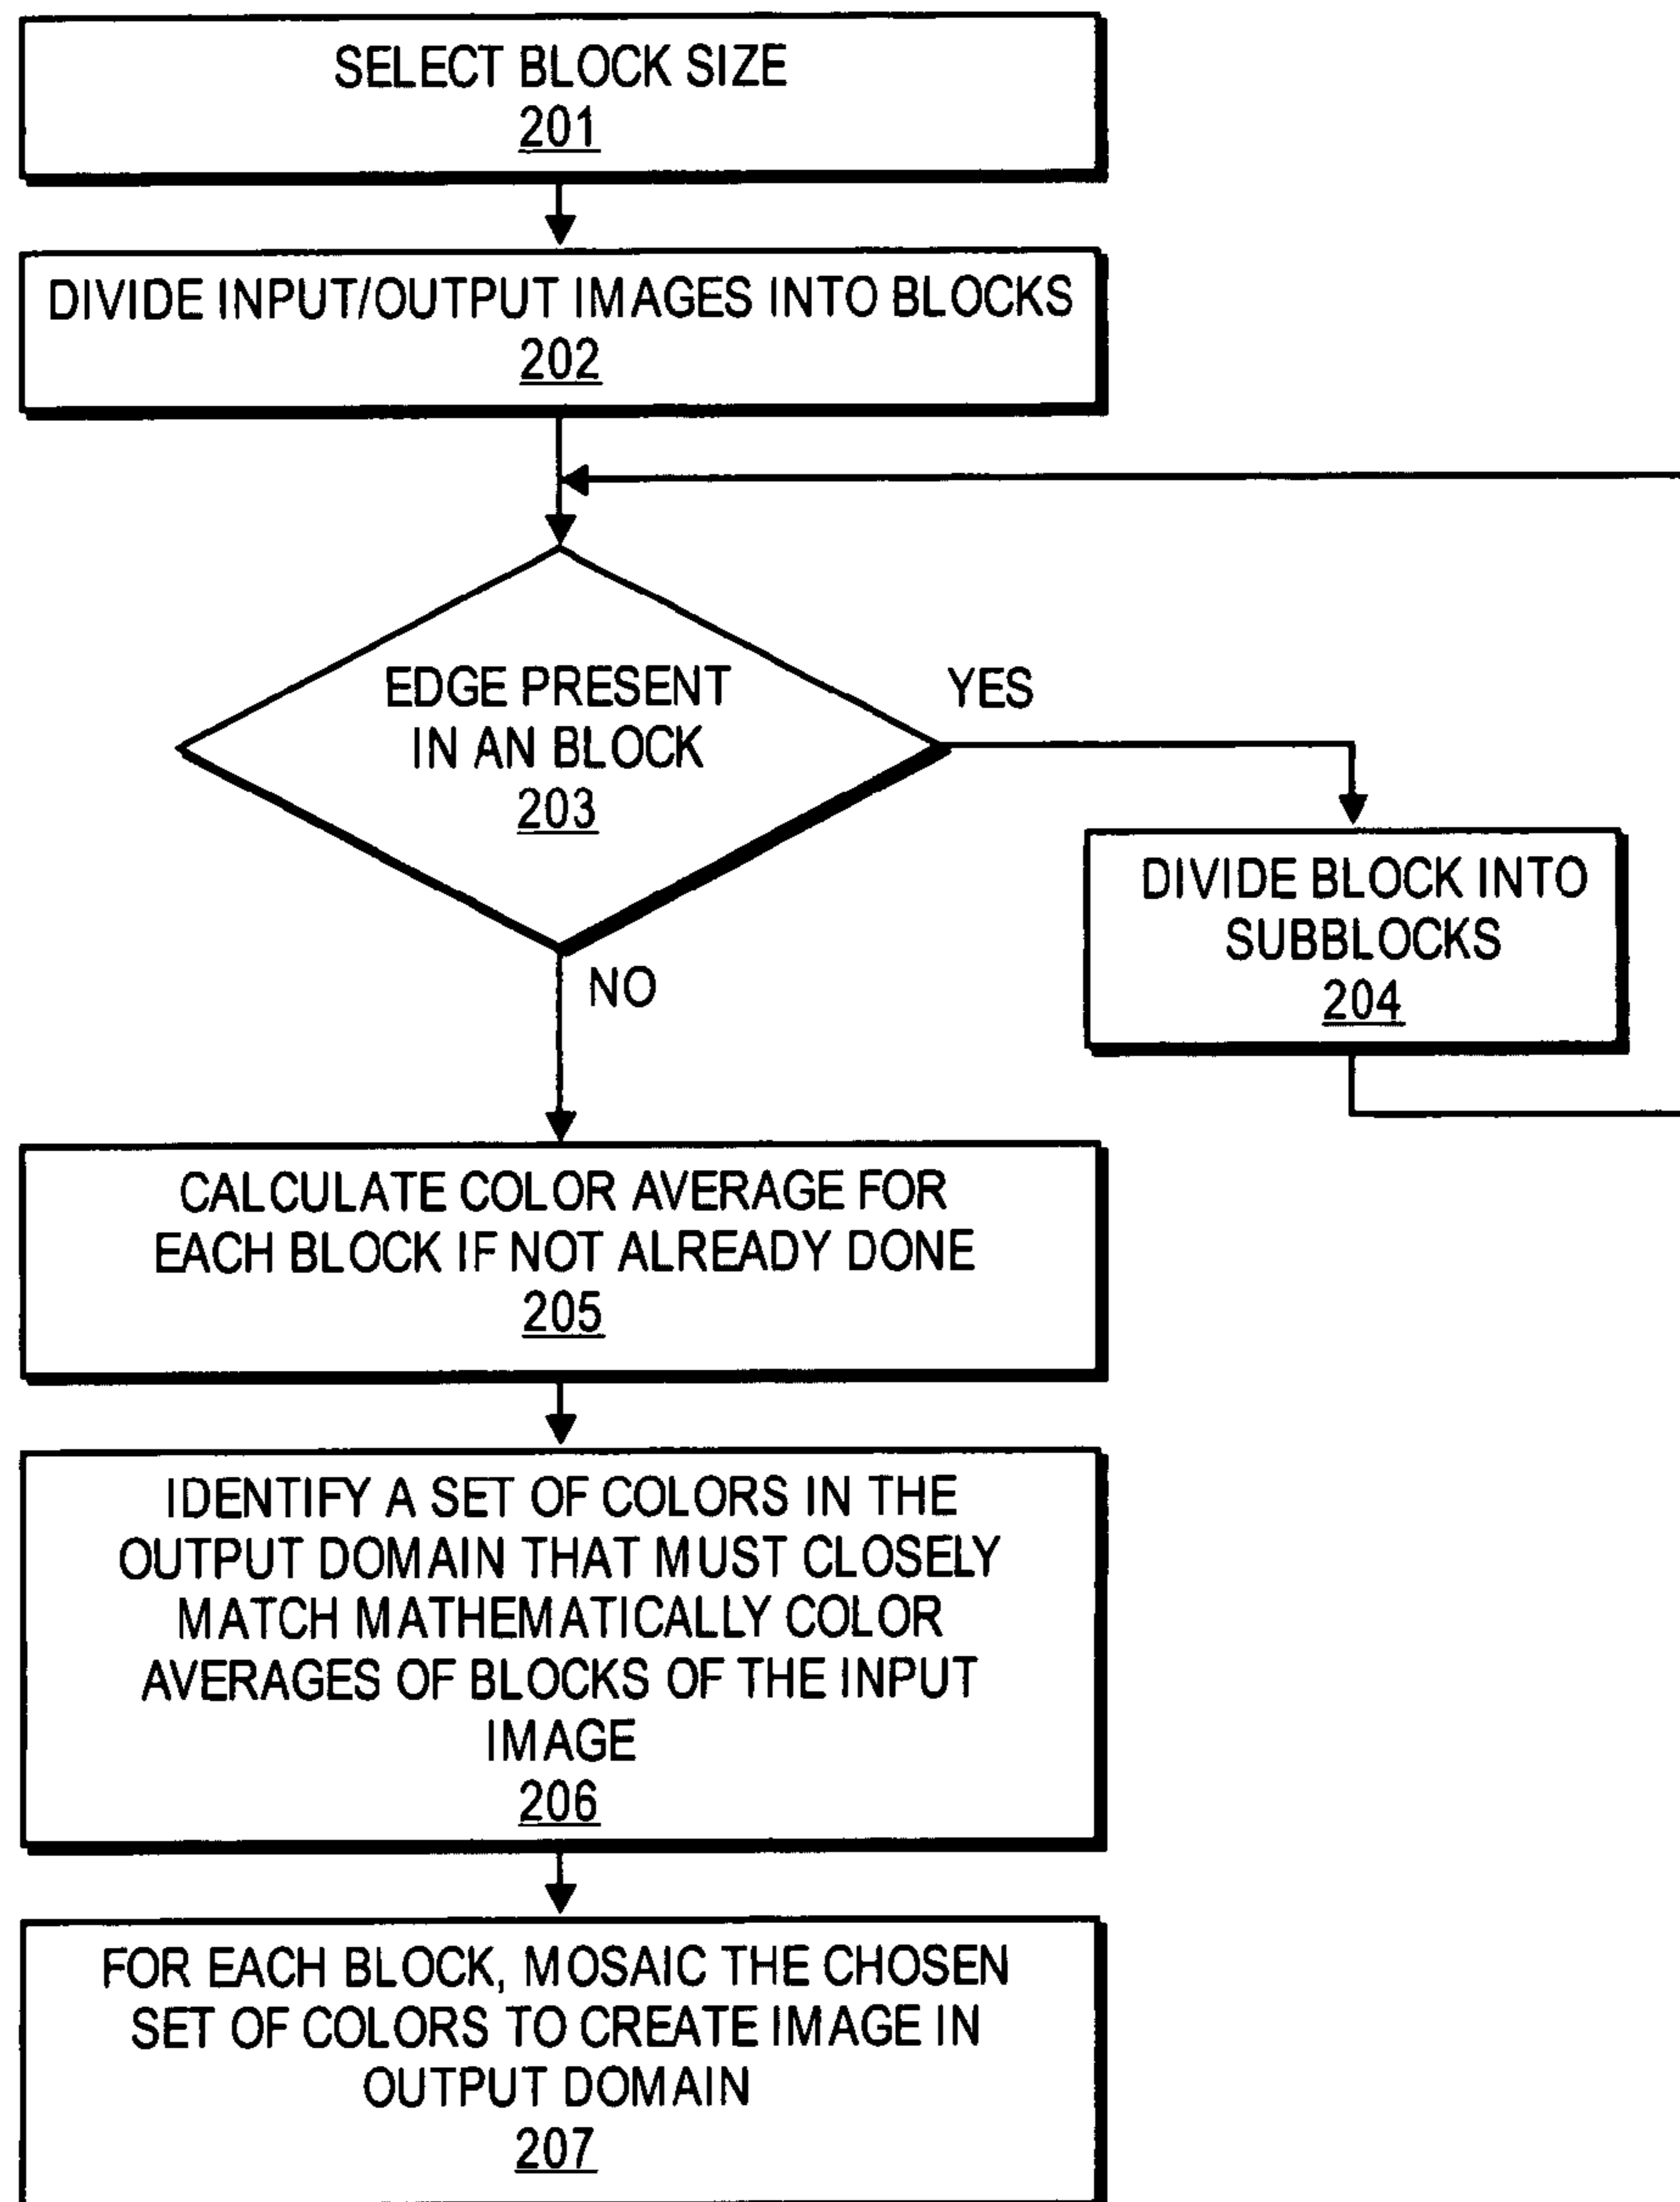 SELECT BLOCK SIZE
201
DIVIDE INPUT/OUTPUT IMAGES INTO BLOCKS
202
EDGE PRESENT
IN AN BLOCK
203
YES
DIVIDE BLOCK INTO
SUBBLOCKS
204
NO
CALCULATE COLOR AVERAGE FOR
EACH BLOCK IF NOT ALREADY DONE
205
IDENTIFY A SET OF COLORS IN THE
OUTPUT DOMAIN THAT MUST CLOSELY
MATCH MATHEMATICALLY COLOR
AVERAGES OF BLOCKS OF THE INPUT
IMAGE
206
FOR EACH BLOCK, MOSAIC THE CHOSEN
SET OF COLORS TO CREATE IMAGE IN
OUTPUT DOMAIN
207